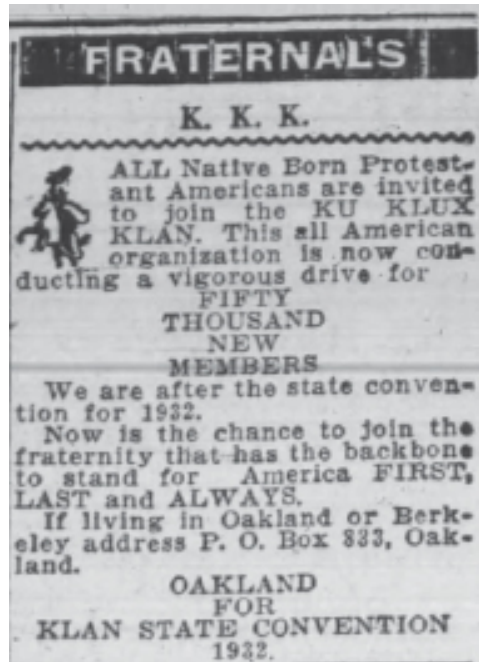 FRATERNALS
K. K. K.
ALL Native Born Protest-
ant Americans are invited
to join the KU KLUX
KLAN. This all American
organization is now con-
ducting a vigorous drive for
FIFTY
THOUSAND
NEW
MEMBERS
We are after the state conven-
tion for 1932.
Now is the chance to join the
fraternity that has the backbone
to stand for America FIRST,
LAST and ALWAYS.
If living in Oakland or Berk-
eley address P. O. Box 833, Oak-
land.
OAKLAND
FOR
KLAN STATE CONVENTION
1932.